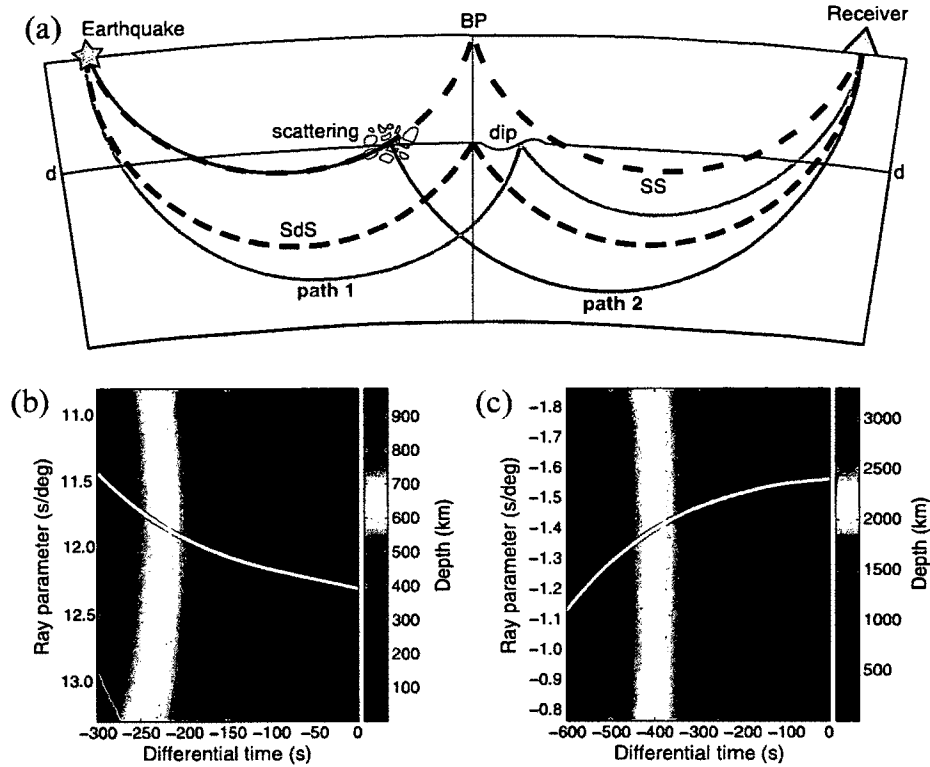 (a)
Earthquake
BP
Receiver
scattering
dip
d
d
SS
SdS
path 1
path 2
(b)
11.0
11.5
12.0
12.5
13.0
Ray parameter (s/deg)
-300 -250 -200 -150 -100 -50 0
Differential time (s)
900
800
700
600
500
400
300
200
100
Depth (km)
(c)
-1.8
-1.7
-1.6
-1.5
-1.4
-1.3
-1.2
-1.1
-1.0
-0.9
-0.8
Ray parameter (s/deg)
-600 -500 -400 -300 -200 -100 0
Differential time (s)
3000
2500
2000
1500
1000
500
Depth (km)